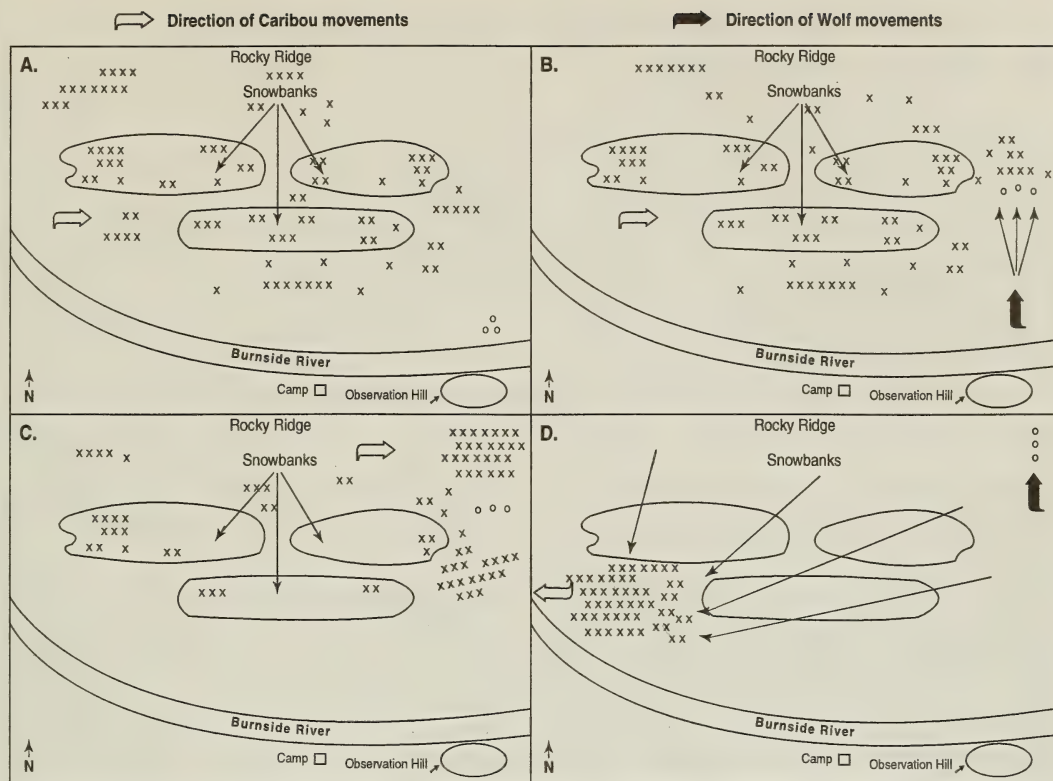 Direction of Caribou movements
Direction of Wolf movements
A.
Rocky Ridge
Snowbanks
Burnside River
N
Camp
Observation Hill
B.
Rocky Ridge
Snowbanks
Burnside River
N
Camp
Observation Hill
C.
Rocky Ridge
Snowbanks
Burnside River
N
Camp
Observation Hill
D.
Rocky Ridge
Snowbanks
Burnside River
N
Camp
Observation Hill